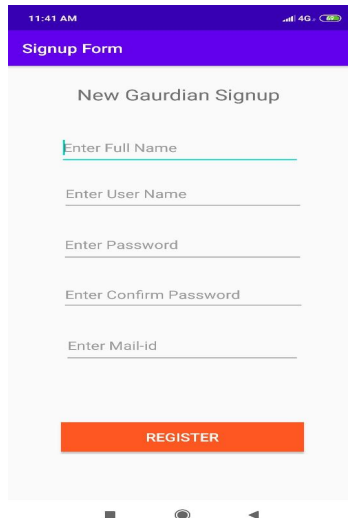 11:41 AM 4G 69
Signup Form
New Gaurdian Signup
Enter Full Name
Enter User Name
Enter Password
Enter Confirm Password
Enter Mail-id
REGISTER